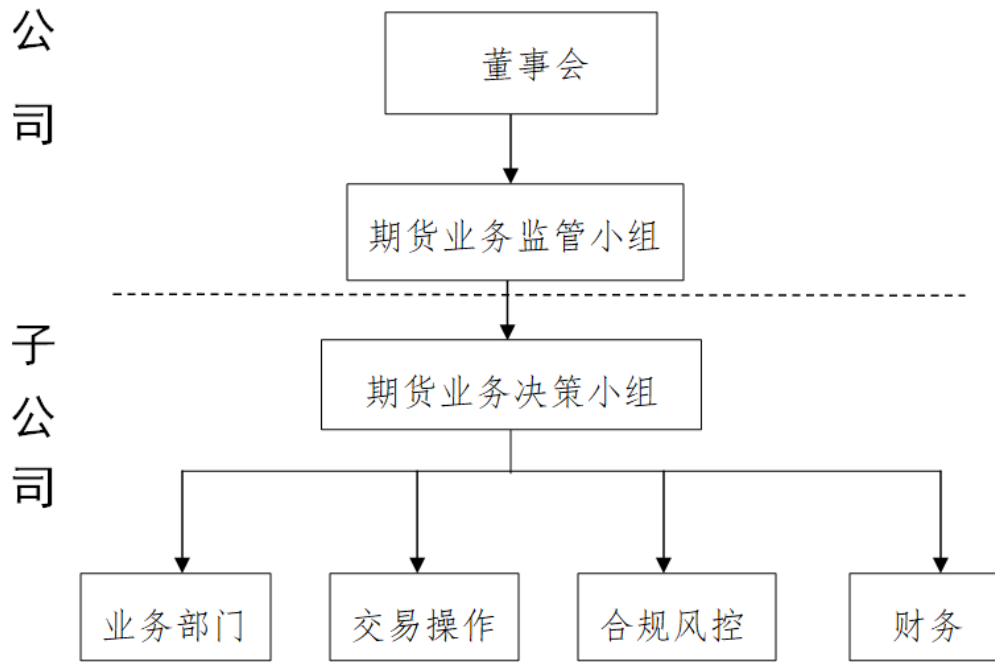 公司
董事会
期货业务监管小组
子公司
期货业务决策小组
业务部门
交易操作
合规风控
财务